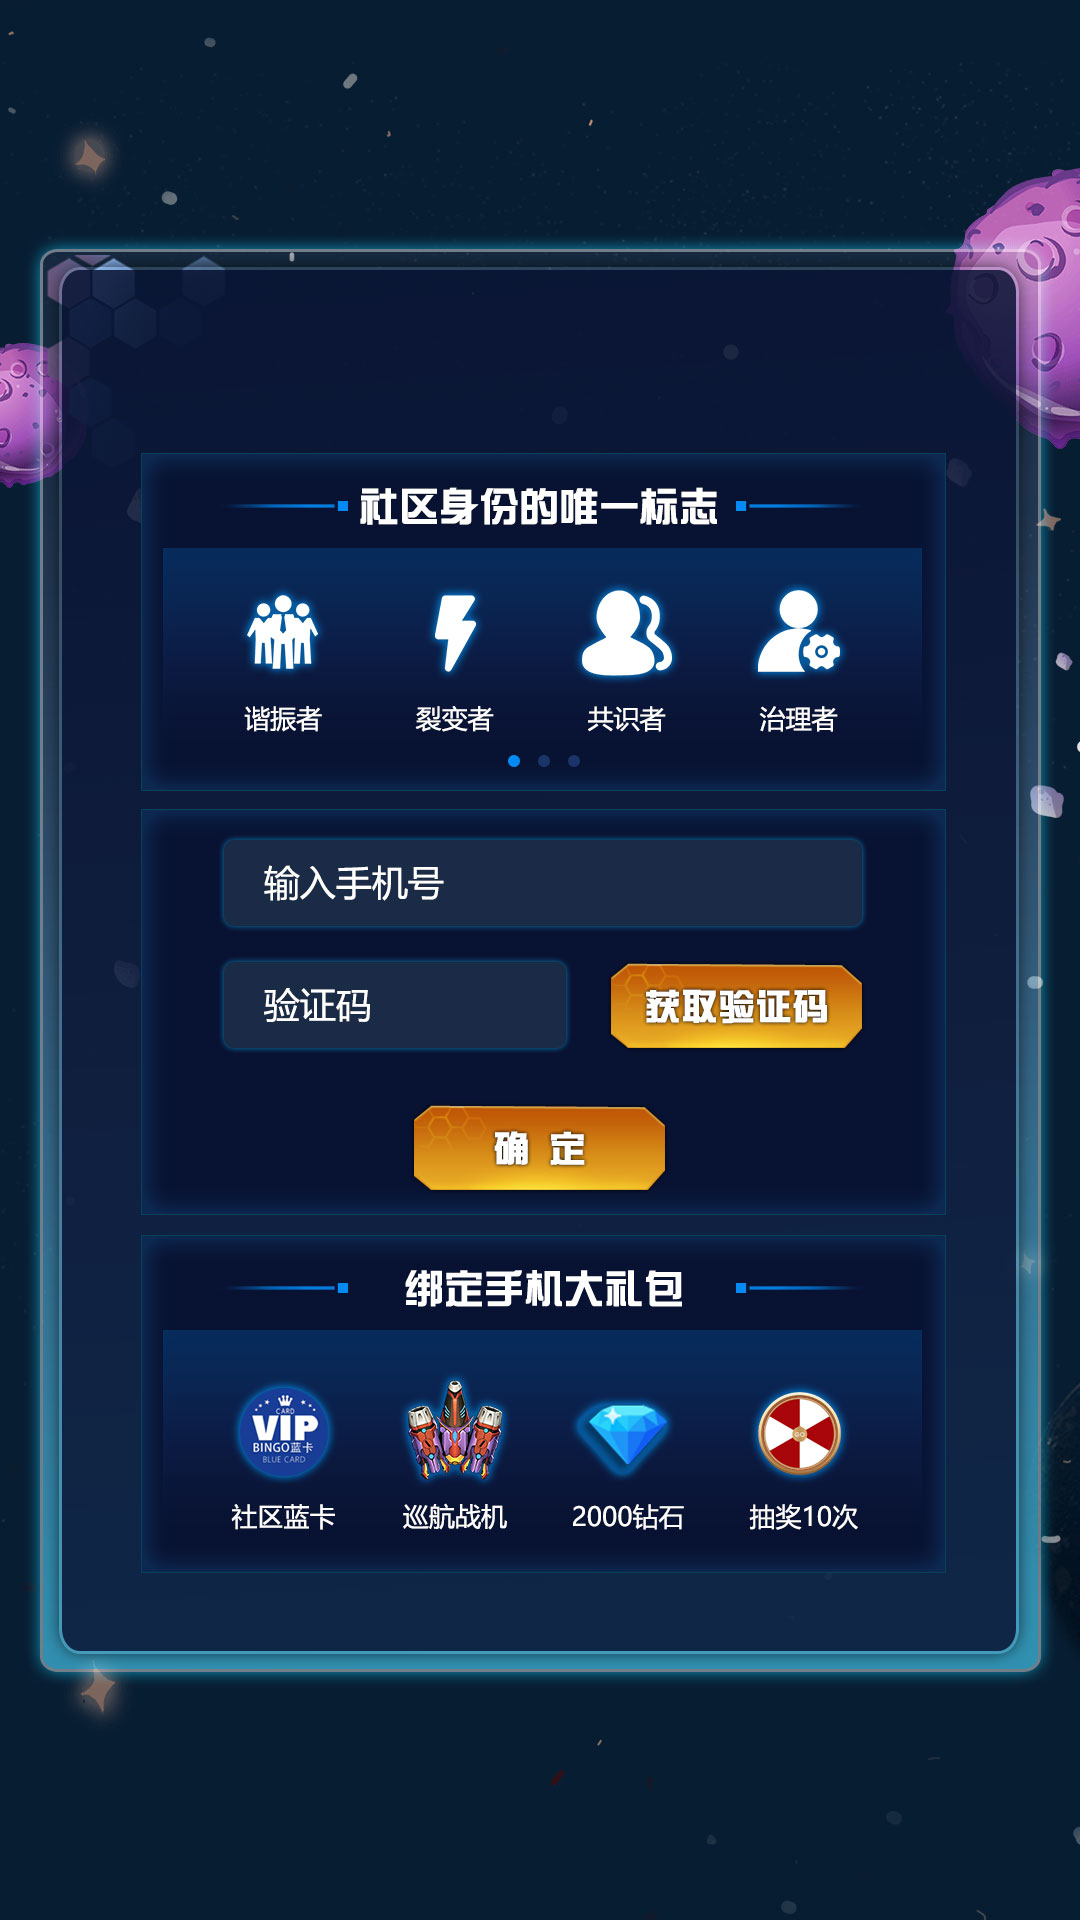 社区身份的唯一标志
谐振者 裂变者 共识者 治理者
输入手机号
验证码 获取验证码
确 定
绑定手机大礼包
CARD
VIP
BINGO蓝卡
BLUE CARD
GO
社区蓝卡 巡航战机 2000钻石 抽奖10次